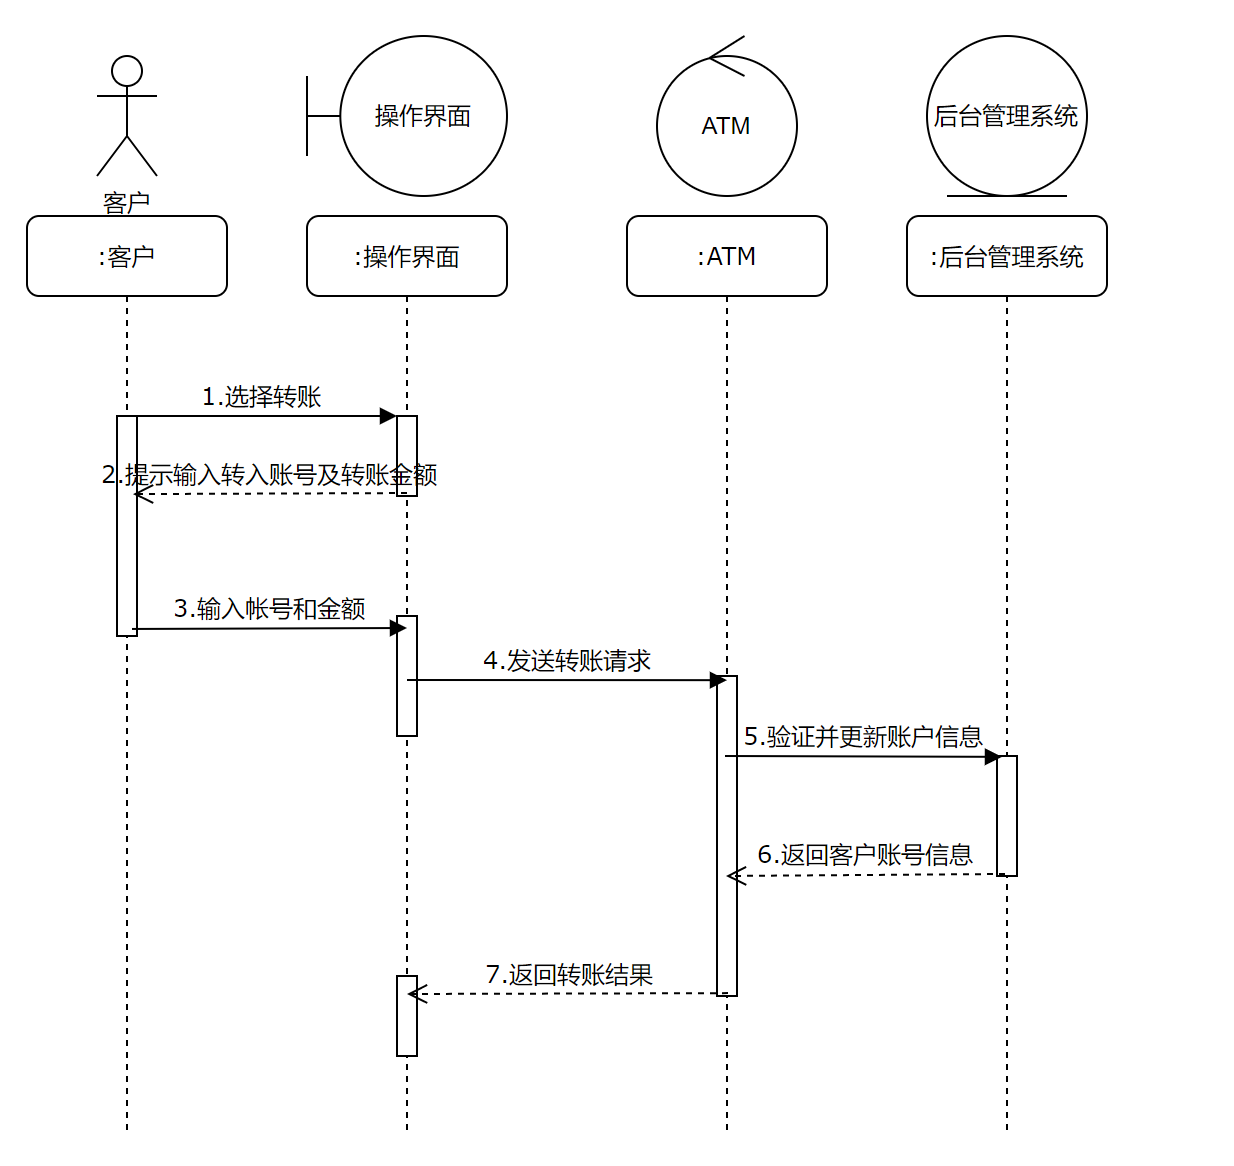 操作界面
ATM
后台管理系统
客户
:客户
:操作界面
:ATM
:后台管理系统
1.选择转账
2.提示输入转入账号及转账金额
3.输入帐号和金额
4.发送转账请求
5.验证并更新账户信息
6.返回客户账号信息
7.返回转账结果